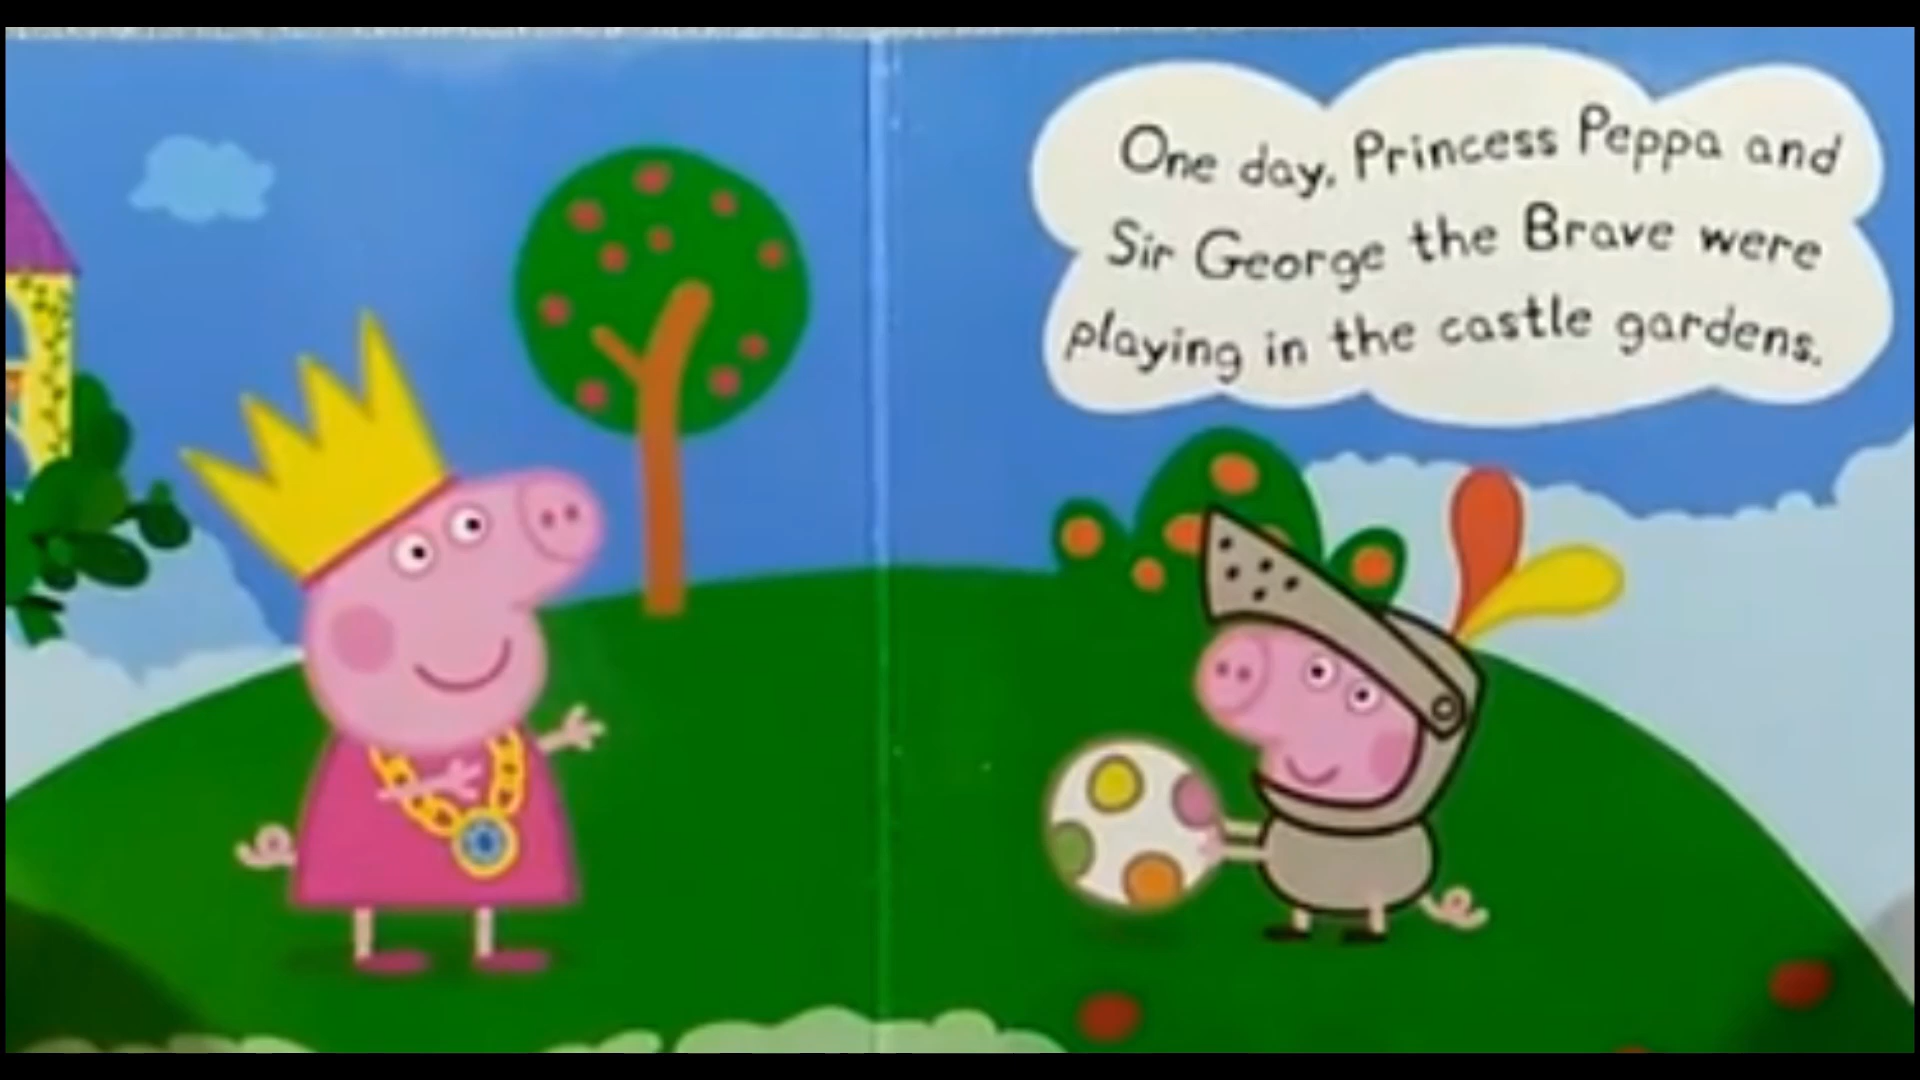 One day, Princess Peppa and
Sir George the Brave were
playing in the castle gardens.